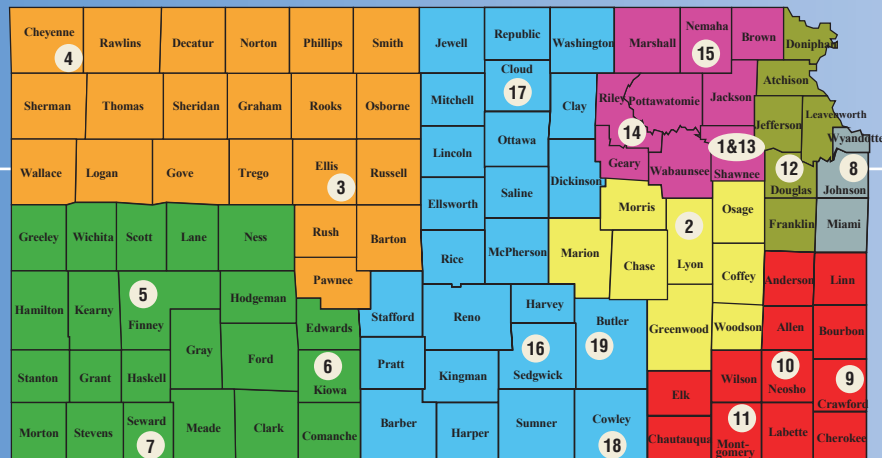 Cheyenne
4
Rawlins
Decatur
Norton
Phillips
Smith
Jewell
Republic
Washington
Marshall
Nemaha
15
Brown
Doniphan
Sherman
Thomas
Sheridan
Graham
Rooks
Osborne
Mitchell
Cloud
17
Clay
Riley
Pottawatomie
14
Jackson
Atchison
Jefferson
Leavenworth
Wyandotte
Wallace
Logan
Gove
Trego
Ellis
3
Russell
Lincoln
Ottawa
Saline
Dickinson
Geary
Wabaunsee
1&13
Shawnee
12
Douglas
8
Johnson
Greeley
Wichita
Scott
Lane
Ness
Rush
Barton
Ellsworth
Rice
McPherson
Marion
Morris
Chase
2
Lyon
Osage
Franklin
Miami
Pawnee
Hamilton
Kearny
5
Finney
Hodgeman
Gray
Ford
Edwards
Stafford
Reno
Harvey
Butler
19
Greenwood
Coffey
Woodson
Anderson
Linn
Allen
Bourbon
Stanton
Grant
Haskell
6
Kiowa
Pratt
Kingman
16
Sedgwick
Elk
Wilson
10
Neosho
9
Crawford
Morton
Stevens
Seward
7
Meade
Clark
Comanche
Barber
Harper
Sumner
Cowley
18
Chautauqua
11
Mont-
gomery
Labette
Cherokee